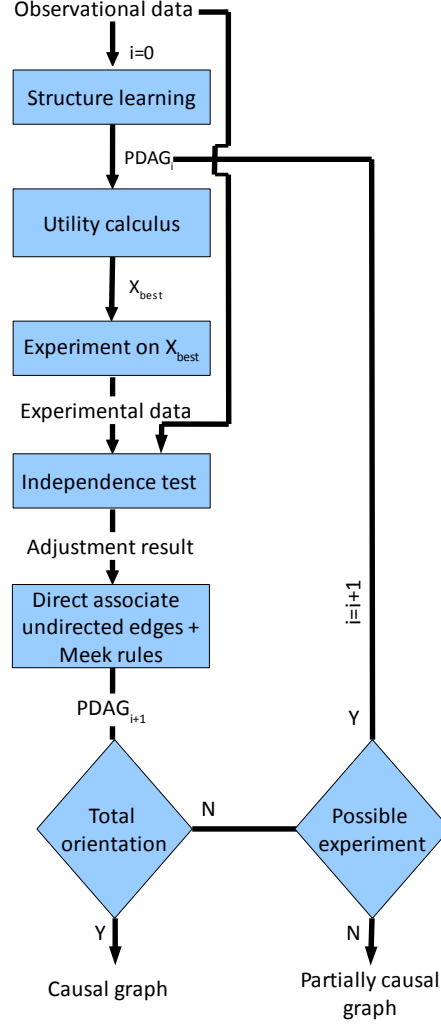 Observational data
i=0
Structure learning
PDAGi
Utility calculus
Xbest
Experiment on Xbest
Experimental data
Independence test
Adjustment result
Direct associate
undirected edges +
Meek rules
i=i+1
PDAGi+1
Y
Total
orientation
N
Possible
experiment
Y
N
Causal graph
Partially causal
graph